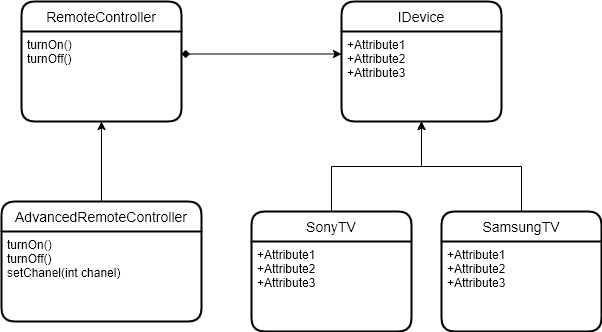 RemoteController
turnOn()
turnOff()
IDevice
+Attribute1
+Attribute2
+Attribute3
AdvancedRemoteController
turnOn()
turnOff()
setChanel(int chanel)
SonyTV
+Attribute1
+Attribute2
+Attribute3
SamsungTV
+Attribute1
+Attribute2
+Attribute3